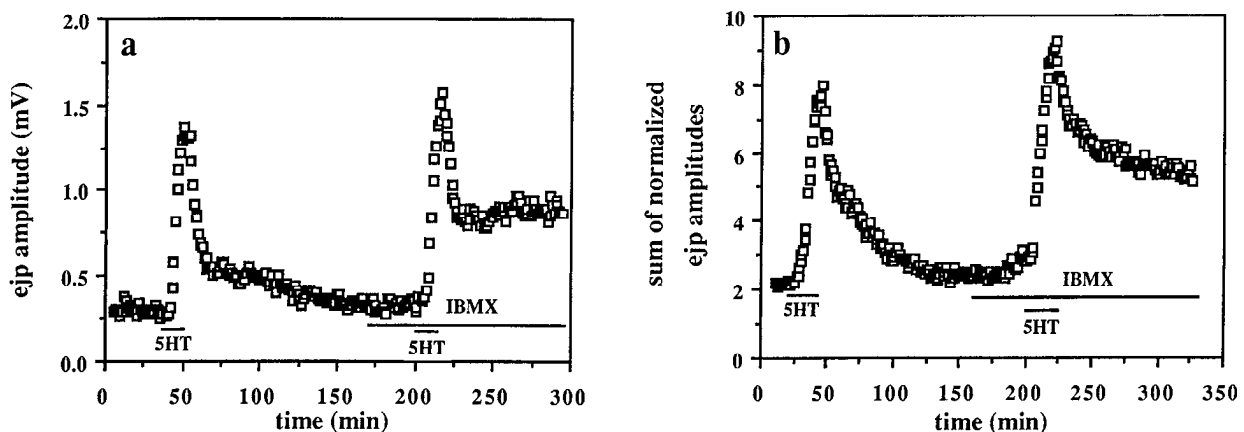 a
ejp amplitude (mV)
2.0
1.5
1.0
0.5
0.0
5HT
IBMX
5HT
0 50 100 150 200 250 300
time (min)
b
sum of normalized
ejp amplitudes
10
8
6
4
2
0
5HT
IBMX
5HT
0 50 100 150 200 250 300 350
time (min)